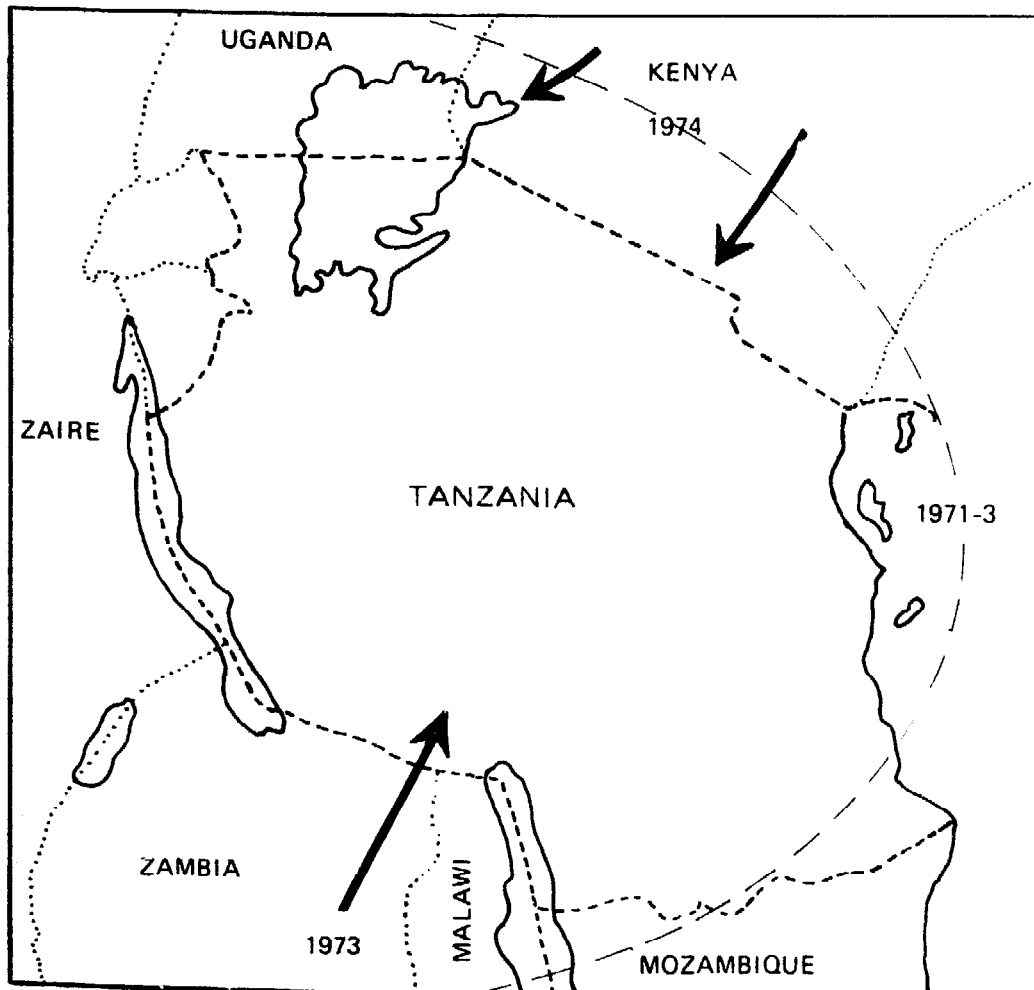 UGANDA
KENYA
1974
ZAIRE
TANZANIA
1971-3
ZAMBIA
1973
MALAWI
MOZAMBIQUE